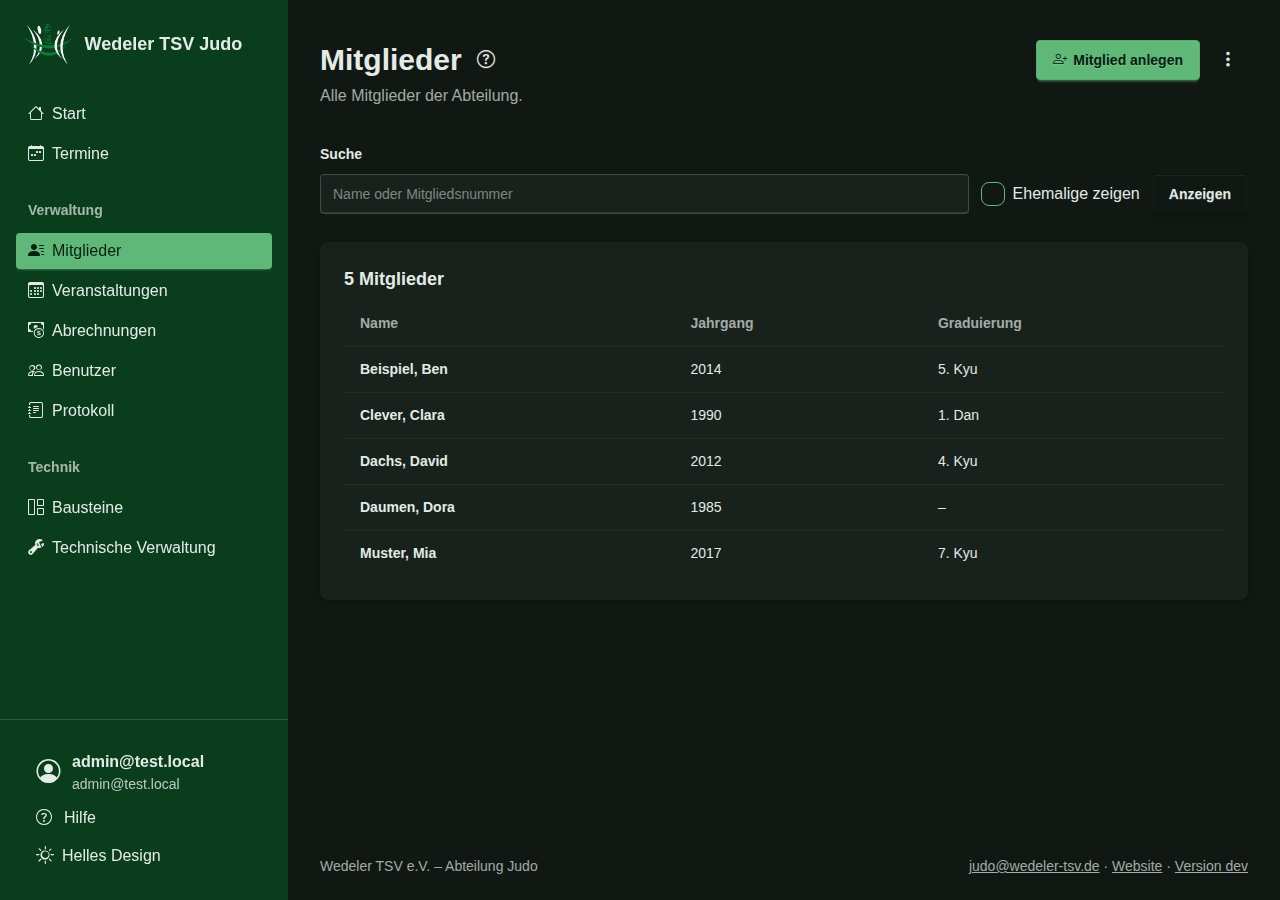 Wedeler TSV Judo
Start
Termine
Verwaltung
Mitglieder
Veranstaltungen
Abrechnungen
Benutzer
Protokoll
Technik
Bausteine
Technische Verwaltung
admin@test.local
admin@test.local
Hilfe
Helles Design
Mitglieder
Mitglied anlegen
Alle Mitglieder der Abteilung.
Suche
Name oder Mitgliedsnummer
Ehemalige zeigen
Anzeigen
5 Mitglieder
Name Jahrgang Graduierung
Beispiel, Ben 2014 5. Kyu
Clever, Clara 1990 1. Dan
Dachs, David 2012 4. Kyu
Daumen, Dora 1985 –
Muster, Mia 2017 7. Kyu
Wedeler TSV e.V. – Abteilung Judo
judo@wedeler-tsv.de · Website · Version dev